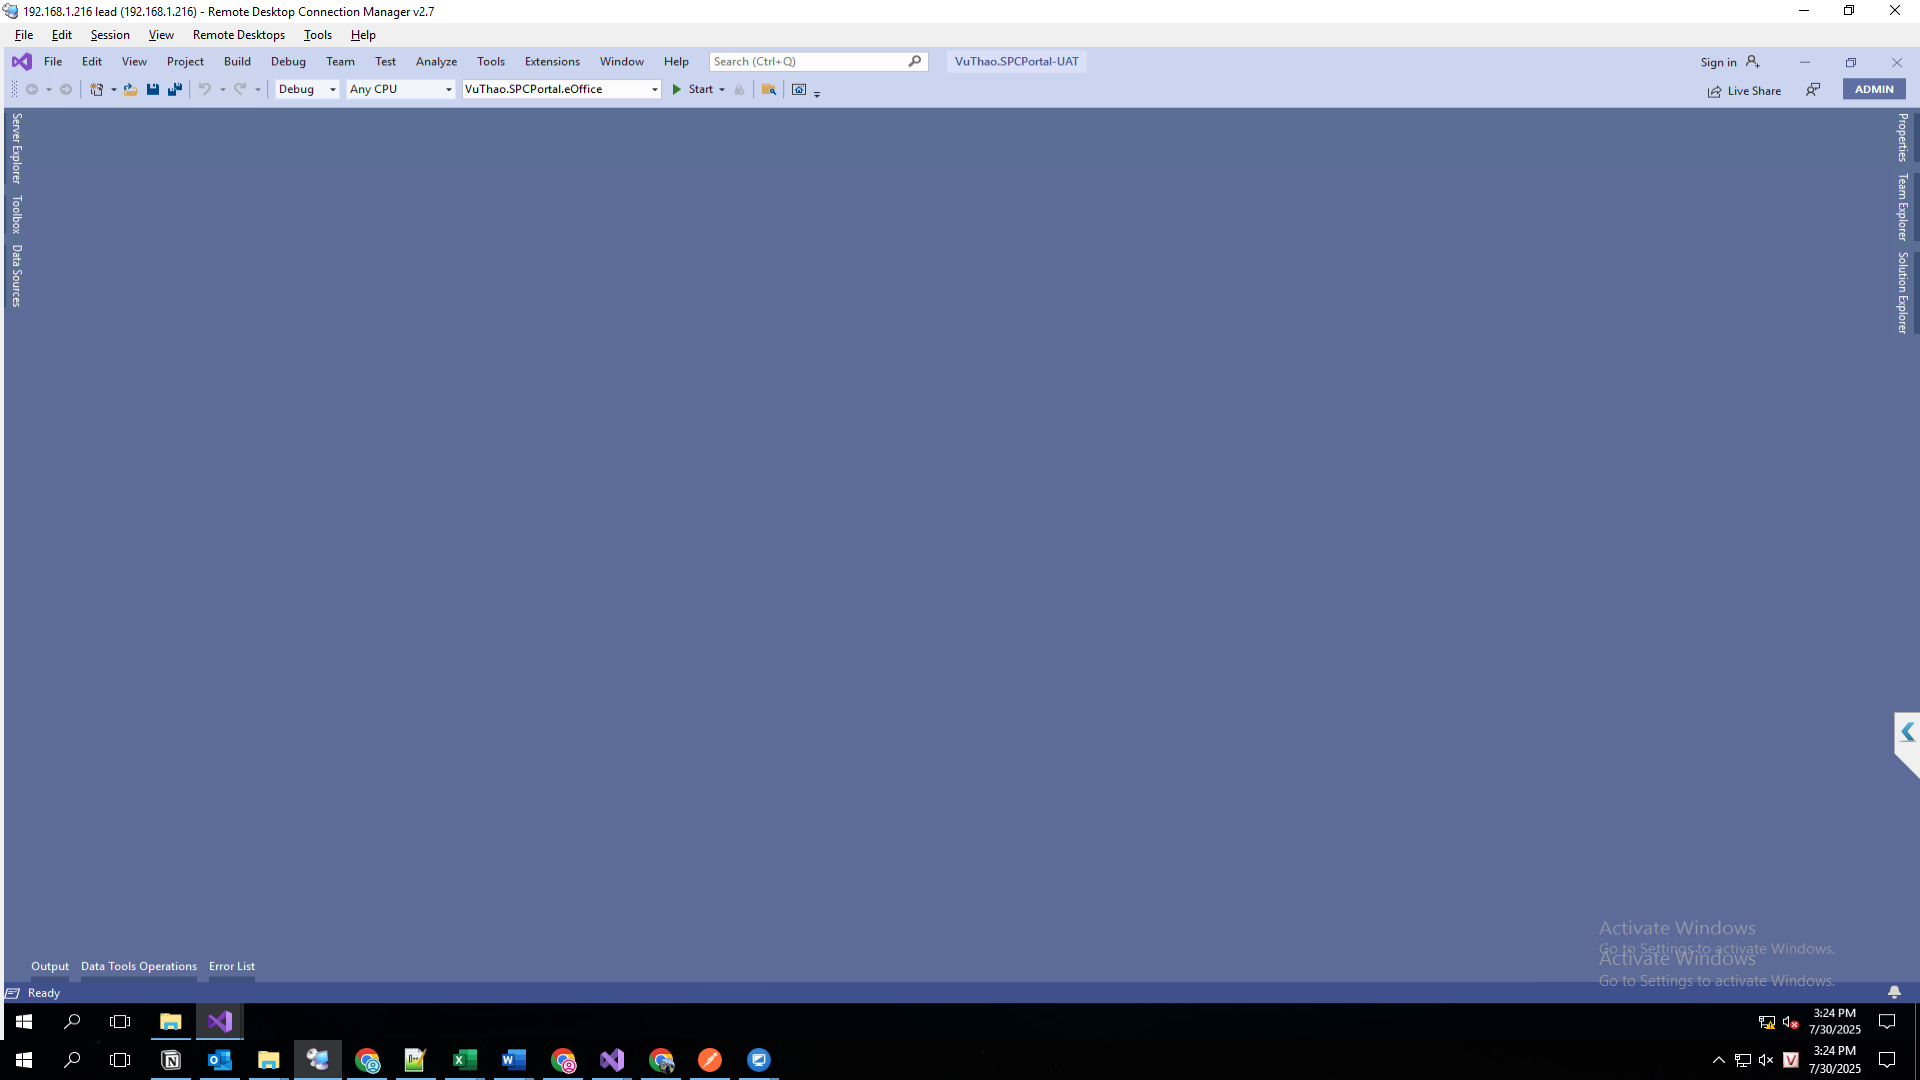 192.168.1.216 lead (192.168.1.216) - Remote Desktop Connection Manager v2.7
File Edit Session View Remote Desktops Tools Help
File Edit View Project Build Debug Team Test Analyze Tools Extensions Window Help Search (Ctrl+Q) VuThao.SPCPortal-UAT Sign in
Debug Any CPU VuThao.SPCPortal.eOffice Start Live Share ADMIN
Server Explorer
Toolbox
Data Sources
Properties
Team Explorer
Solution Explorer
Activate Windows
Go to Settings to activate Windows.
Activate Windows
Go to Settings to activate Windows.
Output Data Tools Operations Error List
Ready
3:24 PM
7/30/2025
3:24 PM
7/30/2025